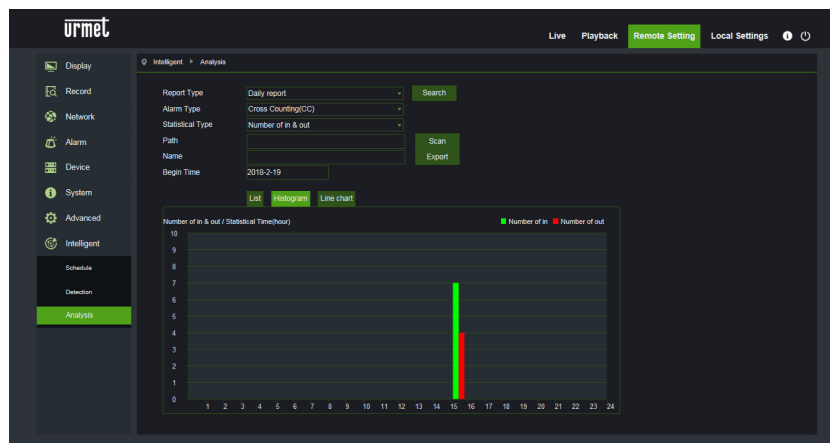 urmet
Live Playback Remote Setting Local Settings
Display
Record
Network
Alarm
Device
System
Advanced
Intelligent
Schedule
Detection
Analysis
Intelligent Analysis
Report Type Daily report Search
Alarm Type Cross Counting(CC)
Statistical Type Number of in & out
Path Scan
Name Export
Begin Time 2018-2-19
List Histogram Line chart
Number of in & out / Statistical Time(hour) Number of in Number of out
10
9
8
7
6
5
4
3
2
1
0
1 2 3 4 5 6 7 8 9 10 11 12 13 14 15 16 17 18 19 20 21 22 23 24